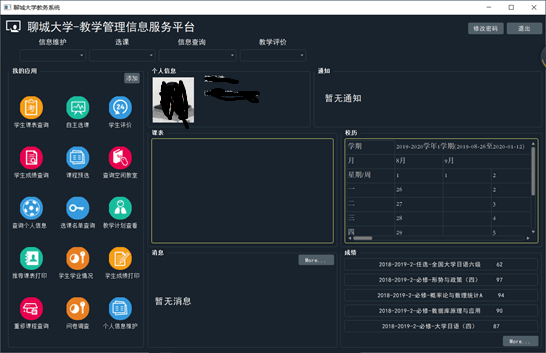 聊城大学教务系统
聊城大学-教学管理信息服务平台
修改密码 退出
信息维护 选课 信息查询 教学评价
我的应用 添加
学生课表查询 自主选课 学生评价
学生成绩查询 课程预选 查询空闲教室
查询个人信息 选课名单查询 教学计划查看
推荐课表打印 学生学业情况 学生成绩打印
重修课程查询 问卷调查 个人信息维护
个人信息
通知
暂无通知
课表
校历
学期 2019-2020学年1学期(2019-08-26至2020-01-12)
月 8月 9月
星期/周 1 1 2
一 26 2
二 27 3
三 28 4
四 29 5
消息 More...
暂无消息
成绩
2018-2019-2-任选-全国大学日语六级 62
2018-2019-2-必修-形势与政策（四） 97
2018-2019-2-必修-概率论与数理统计A 94
2018-2019-2-必修-数据库原理与应用 90
2018-2019-2-必修-大学日语（四） 87
More...